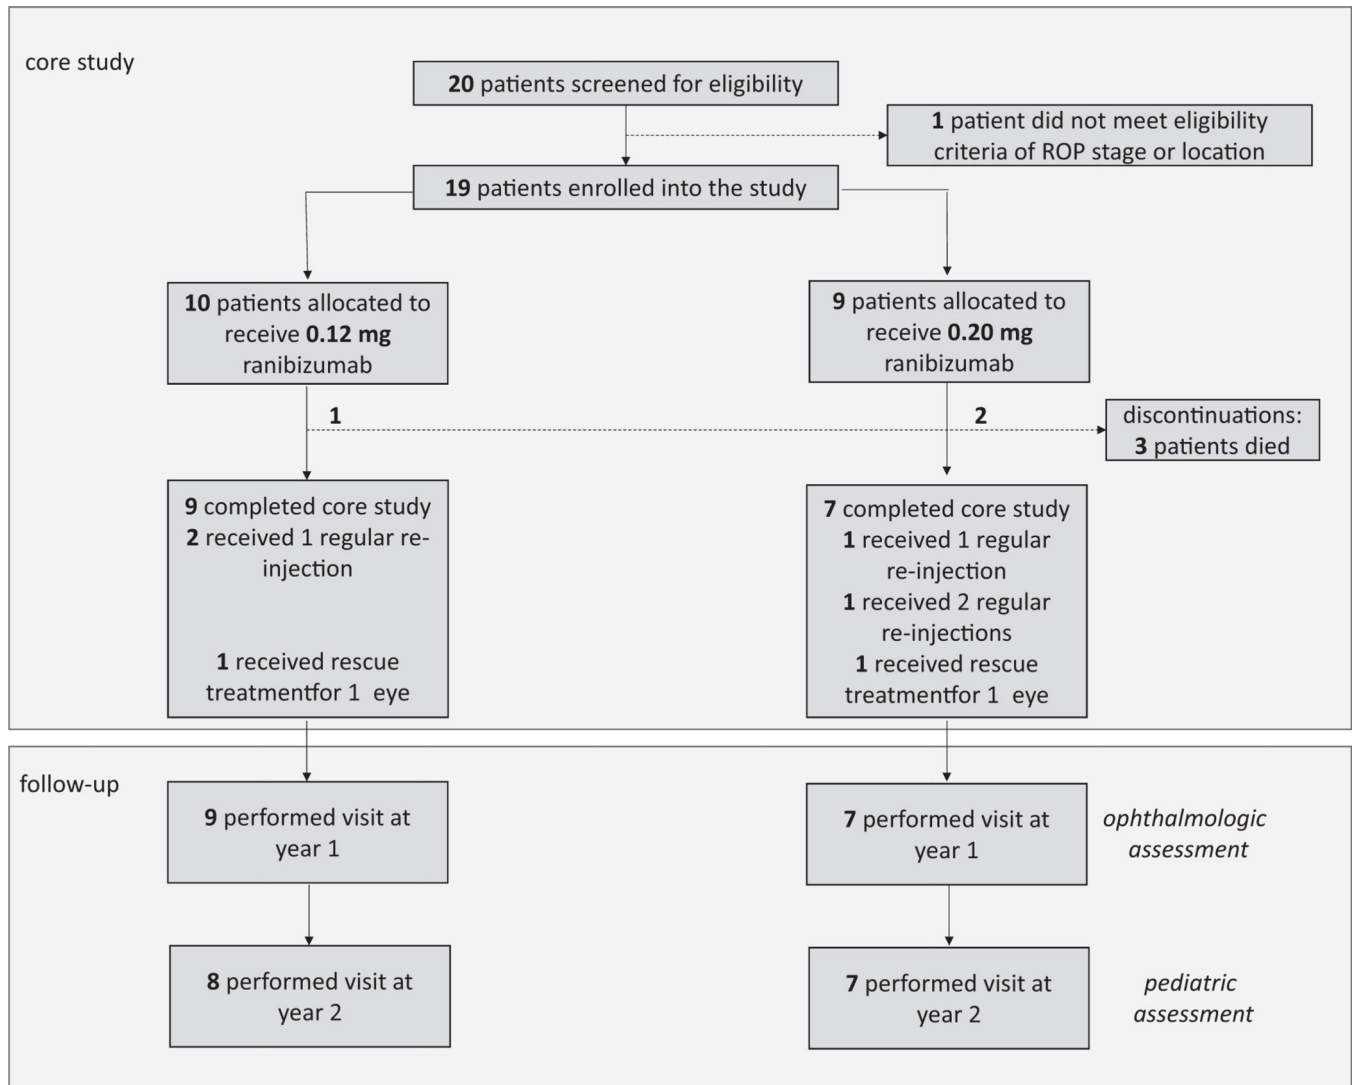 core study
20 patients screened for eligibility
1 patient did not meet eligibility
criteria of ROP stage or location
19 patients enrolled into the study
10 patients allocated to
receive 0.12 mg
ranibizumab
9 patients allocated to
receive 0.20 mg
ranibizumab
1
2
discontinuations:
3 patients died
9 completed core study
2 received 1 regular re-
injection
1 received rescue
treatmentfor 1 eye
7 completed core study
1 received 1 regular
re-injection
1 received 2 regular
re-injections
1 received rescue
treatmentfor 1 eye
follow-up
9 performed visit at
year 1
7 performed visit at
year 1
ophthalmologic
assessment
8 performed visit at
year 2
7 performed visit at
year 2
pediatric
assessment